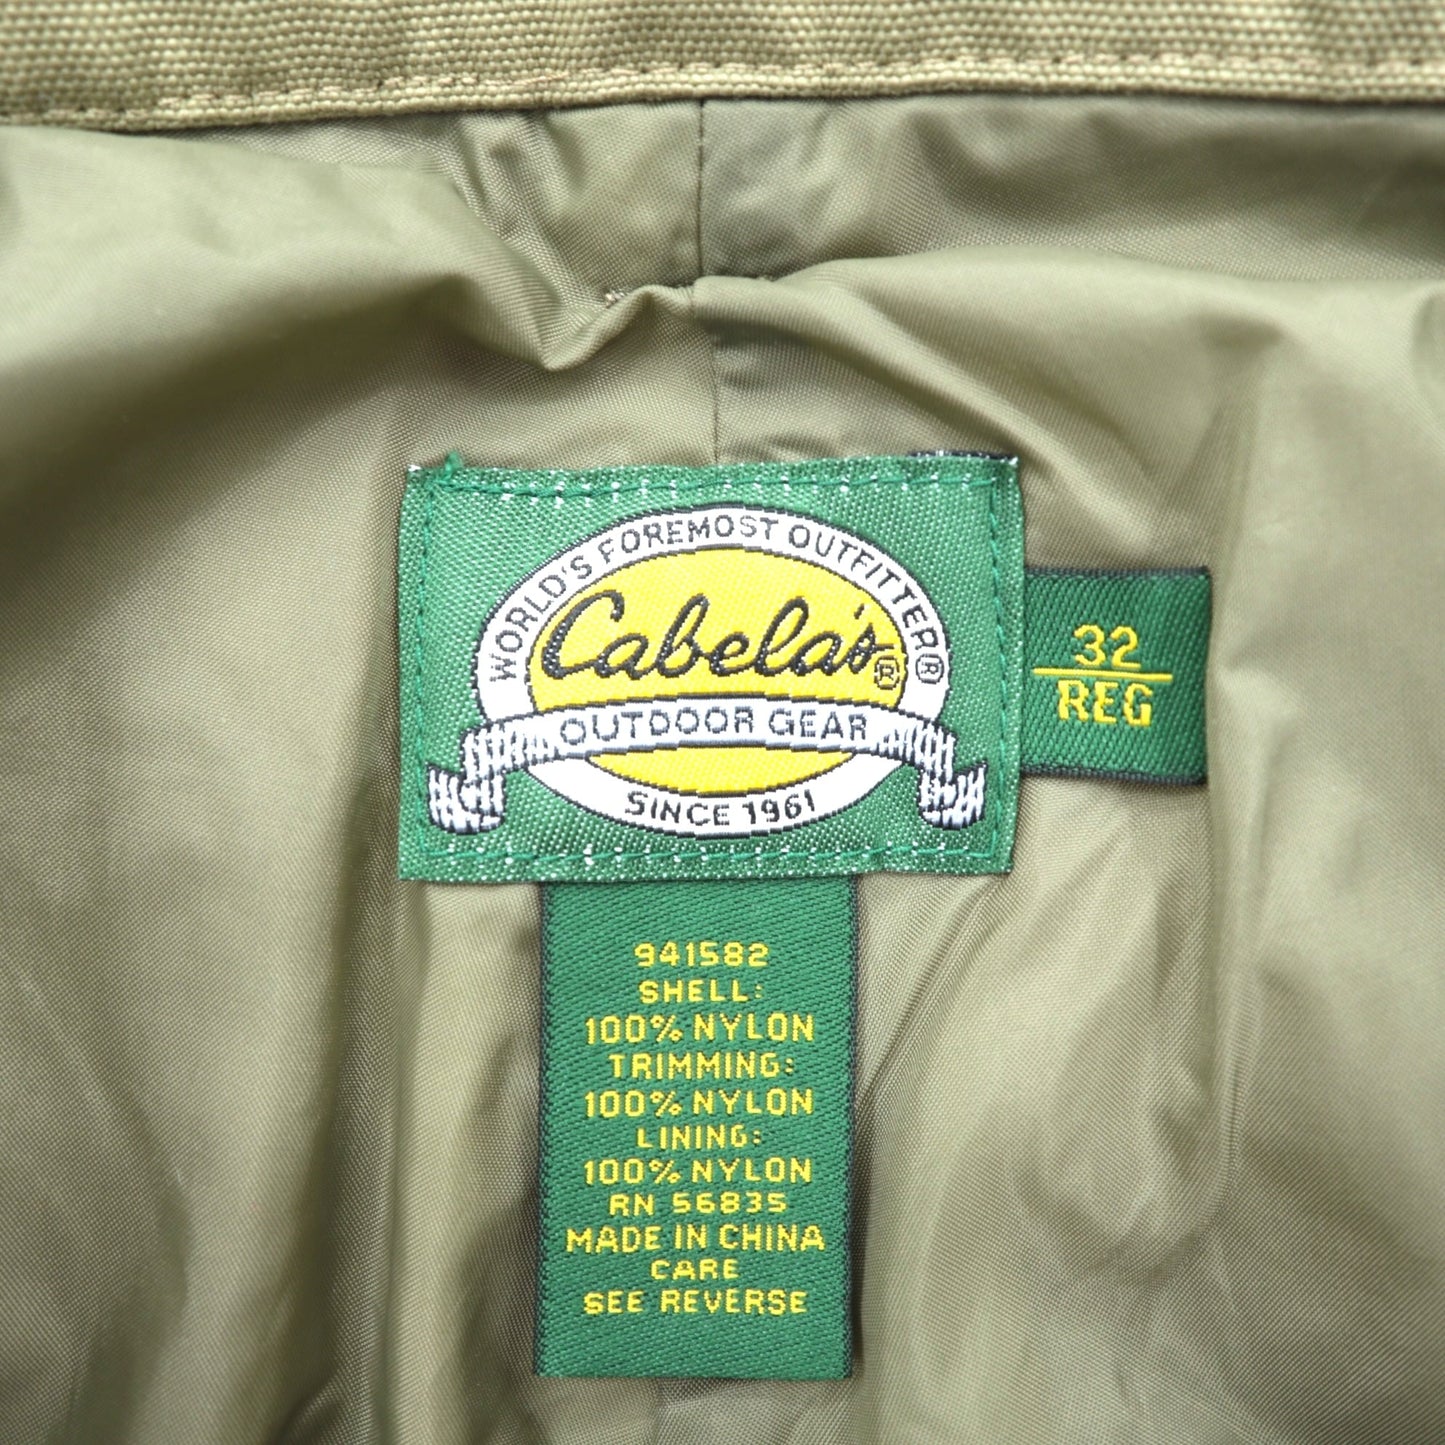 WORLD'S FOREMOST OUTFITTER®
Cabela's®
OUTDOOR GEAR
SINCE 1961
32
REG
941582
SHELL:
100% NYLON
TRIMMING:
100% NYLON
LINING:
100% NYLON
RN 56835
MADE IN CHINA
CARE
SEE REVERSE